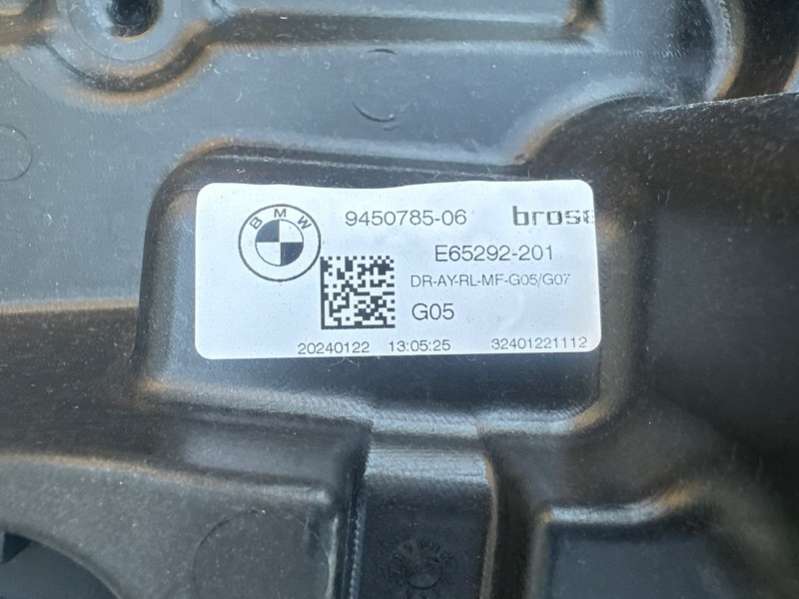 BMW
9450785-06 brose
E65292-201
DR-AY-RL-MF-G05/G07
G05
20240122 13:05:25 32401221112